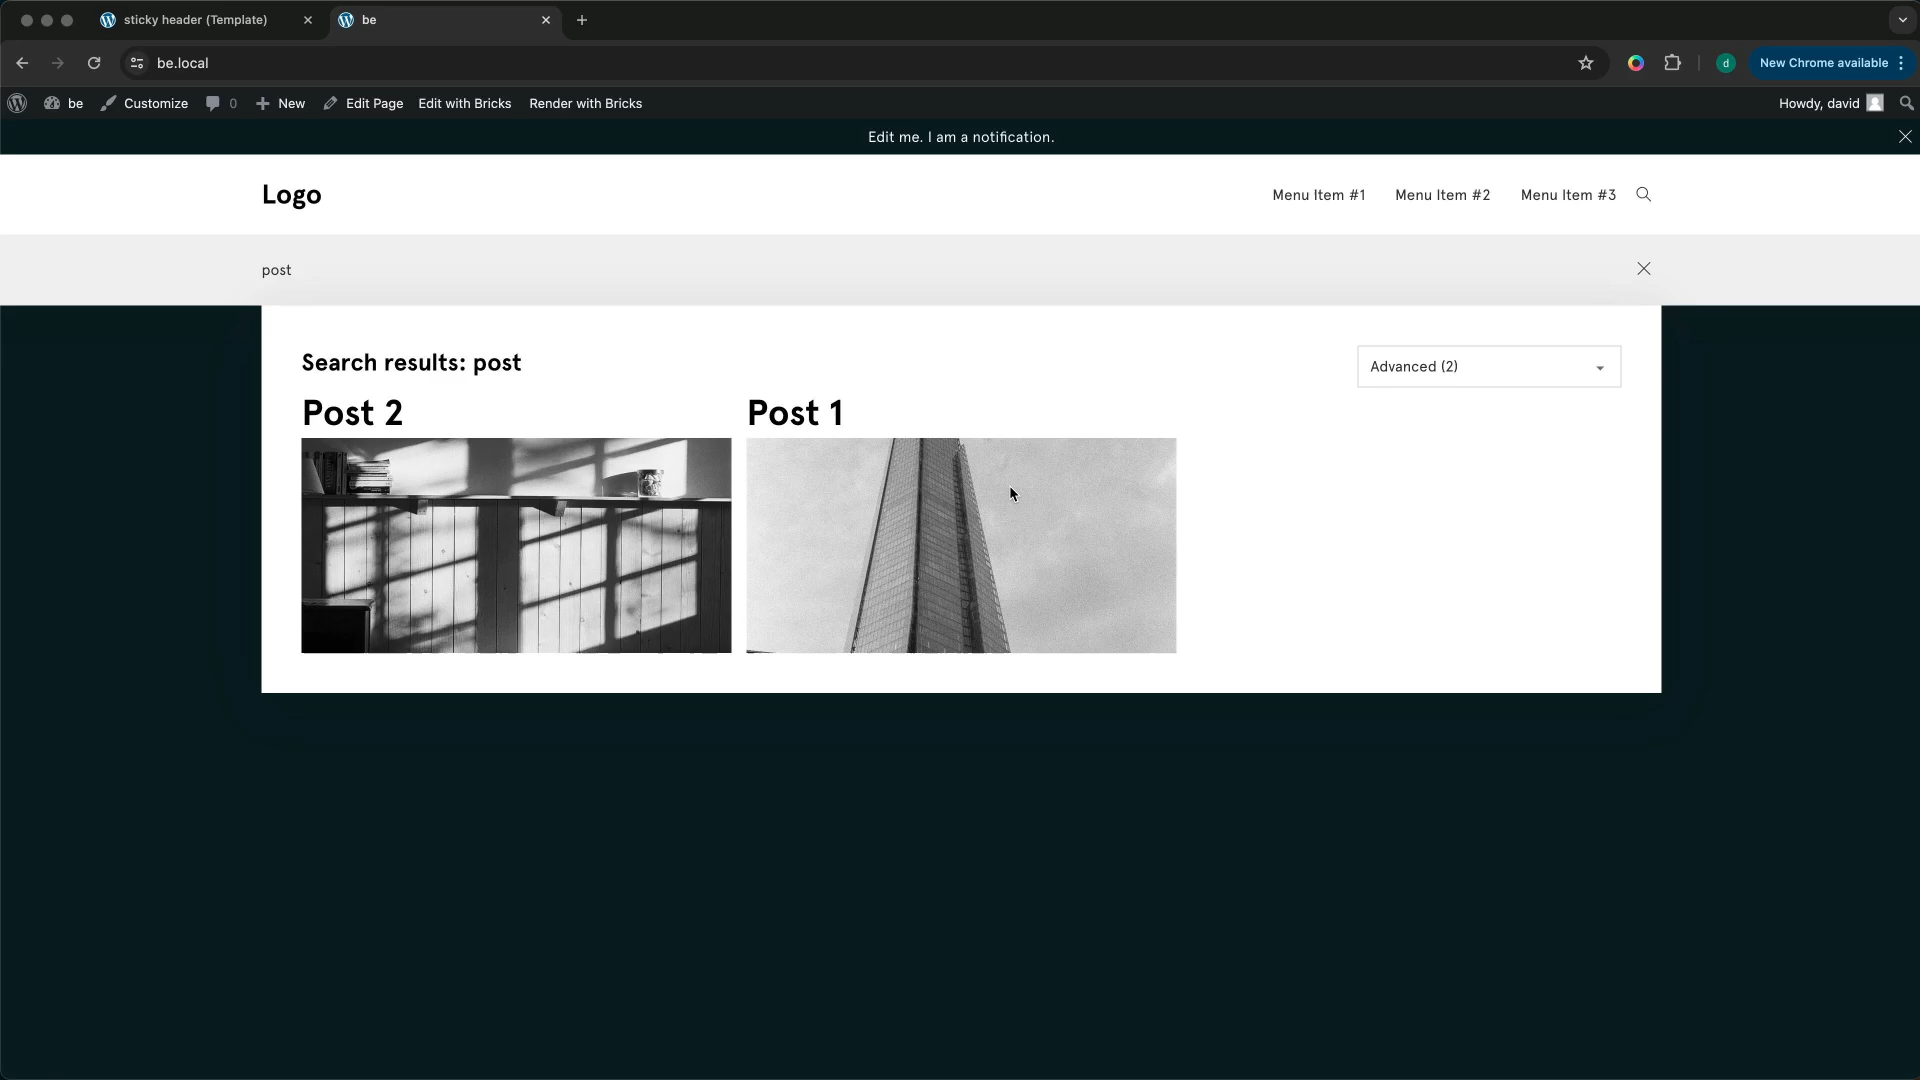 sticky header (Template)
be
be.local
d
New Chrome available
be
Customize
0
New
Edit Page
Edit with Bricks
Render with Bricks
Howdy, david
Edit me. I am a notification.
Logo
Menu Item #1
Menu Item #2
Menu Item #3
post
Search results: post
Advanced (2)
Post 2
Post 1